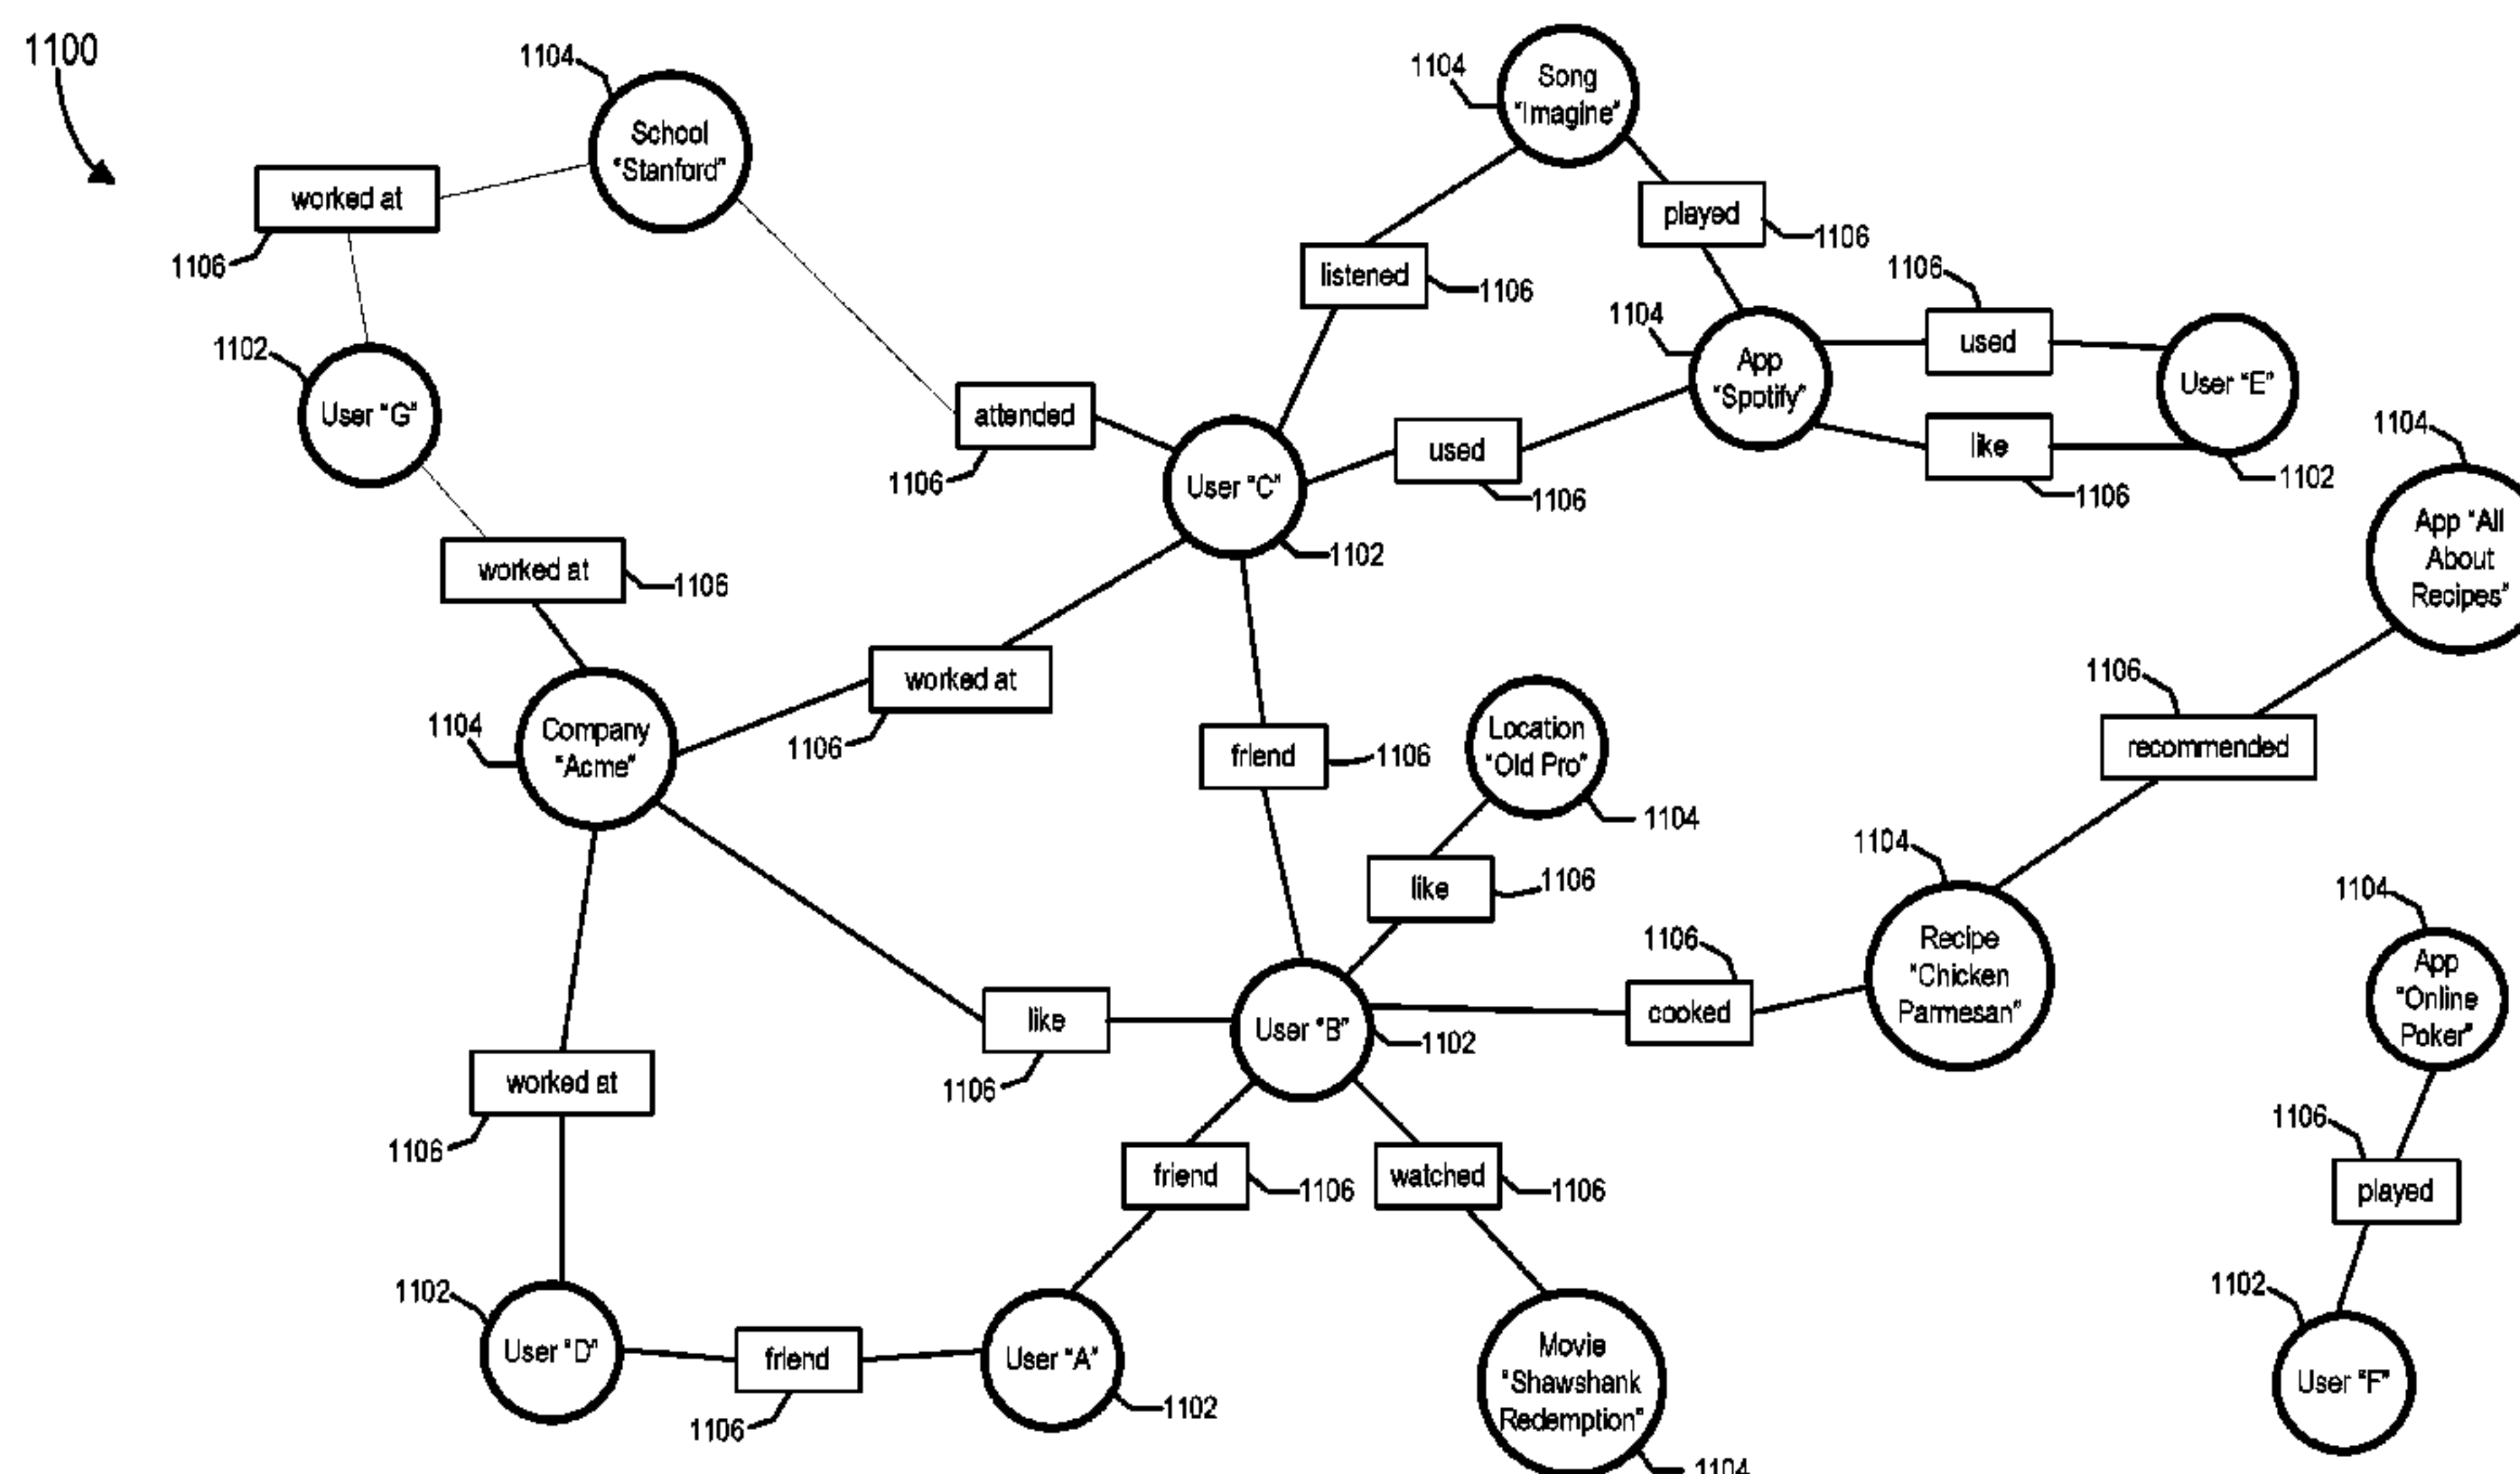 1100
1104
School
"Stanford"
worked at
1106
1102
User "G"
worked at
1106
1104
Song
"Imagine"
played
1106
listened
1106
1104
App
"Spotify"
1106
used
User "E"
1102
like
1106
attended
1106
User "C"
1102
used
1106
1104
App "All
About
Recipes"
1106
recommended
1104
Company
"Acme"
worked at
1106
friend
1106
Location
"Old Pro"
1104
like
1106
1104
Recipe
"Chicken
Parmesan"
1106
cooked
1104
App
"Online
Poker"
1106
played
1102
User "F"
like
1106
User "B"
1102
worked at
1106
friend
1106
watched
1106
1102
User "D"
friend
1106
User "A"
1102
Movie
"Shawshank
Redemption"
1104